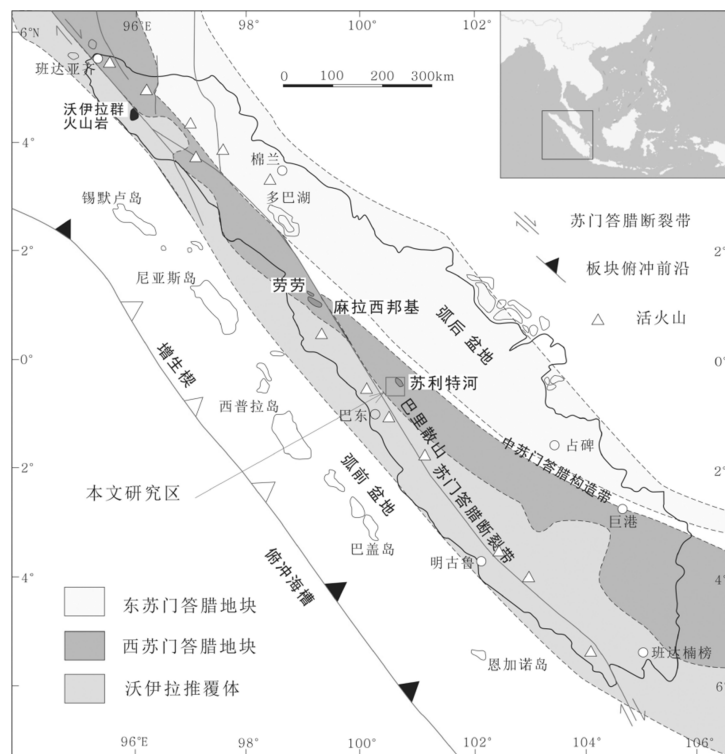 96°E
98°
100°
102°
6°N
班达亚齐
0 100 200 300km
沃伊拉群
火山岩
4°
棉兰
多巴湖
锡默卢岛
苏门答腊断裂带
2°
2°
板块俯冲前沿
尼亚斯岛
劳劳
麻拉西邦基
弧后 盆地
活火山
0°
0°
增生楔
苏利特河
西普拉岛
巴东
巴里散山
中苏门答腊构造带
占碑
2°
2°
本文研究区
弧前 盆地
苏门答腊断裂带
巨港
巴盖岛
明古鲁
俯冲海槽
4°
4°
东苏门答腊地块
西苏门答腊地块
班达楠榜
恩加诺岛
沃伊拉推覆体
6°
96°
98°
100°
102°
104°
106°